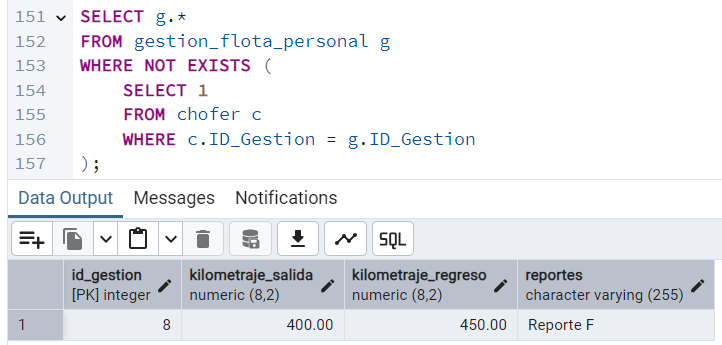 151 SELECT g.*
152 FROM gestion_flota_personal g
153 WHERE NOT EXISTS (
154 SELECT 1
155 FROM chofer c
156 WHERE c.ID_Gestion = g.ID_Gestion
157 );
Data Output Messages Notifications
SQL
id_gestion kilometraje_salida kilometraje_regreso reportes
[PK] integer numeric (8,2) numeric (8,2) character varying (255)
1 8 400.00 450.00 Reporte F